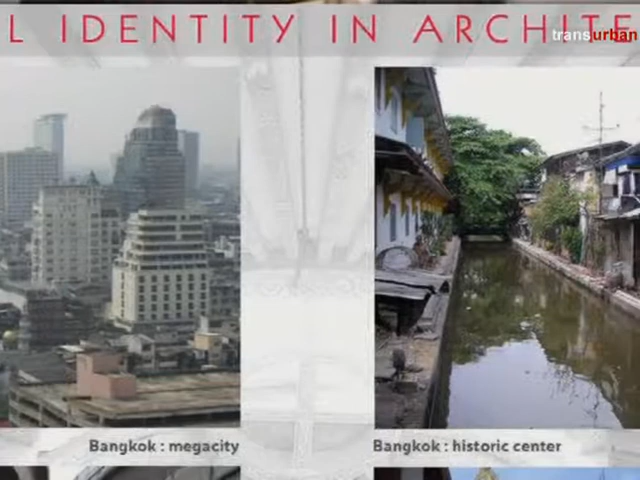 L IDENTITY IN ARCHITE
transurban
Bangkok : megacity
Bangkok : historic center